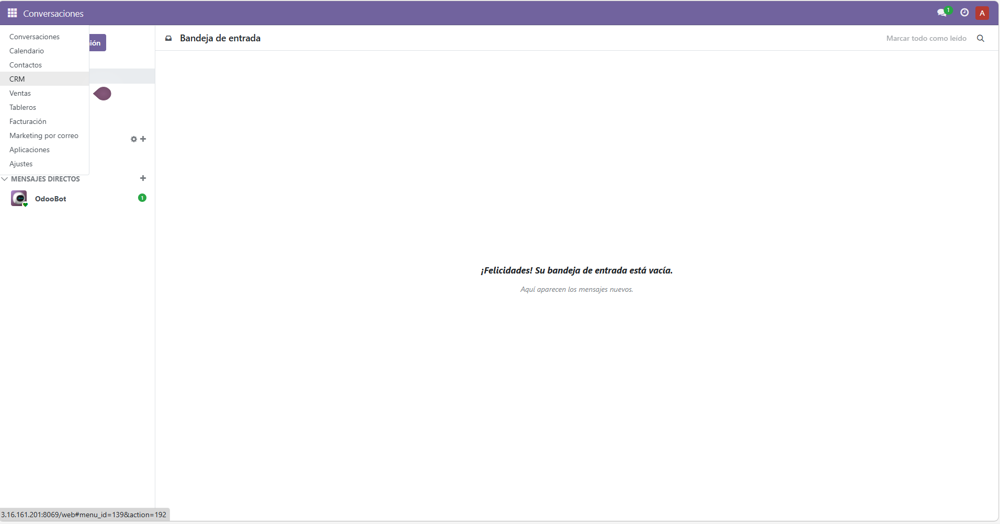 Conversaciones
1
A
Conversaciones
Calendario
Contactos
CRM
Ventas
Tableros
Facturación
Marketing por correo
Aplicaciones
Ajustes
ión
MENSAJES DIRECTOS
OdooBot
1
Bandeja de entrada
Marcar todo como leído
¡Felicidades! Su bandeja de entrada está vacía.
Aquí aparecen los mensajes nuevos.
3.16.161.201:8069/web#menu_id=139&action=192